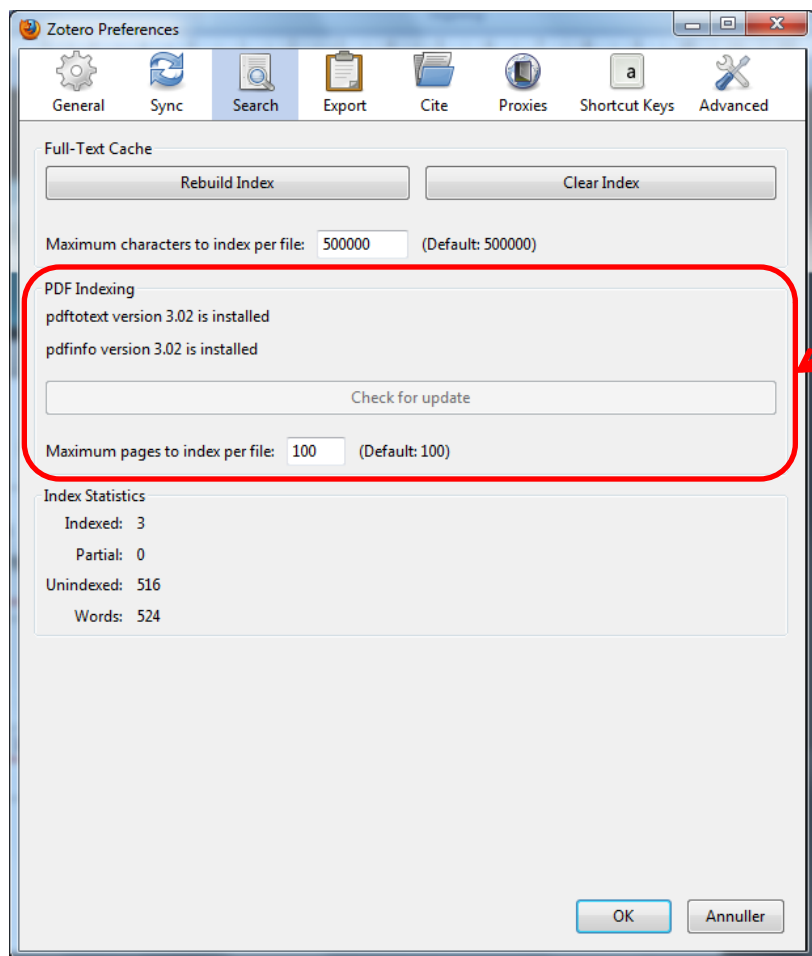 Zotero Preferences
General Sync Search Export Cite Proxies Shortcut Keys Advanced
Full-Text Cache
Rebuild Index Clear Index
Maximum characters to index per file: 500000 (Default: 500000)
PDF Indexing
pdftotext version 3.02 is installed
pdfinfo version 3.02 is installed
Check for update
Maximum pages to index per file: 100 (Default: 100)
Index Statistics
Indexed: 3
Partial: 0
Unindexed: 516
Words: 524
OK Annuller